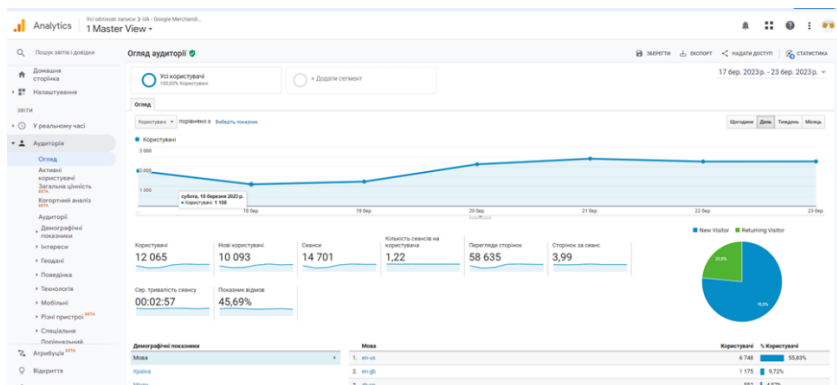 Analytics
Усі облікові записи > UA - Google Merchandi...
1 Master View
Пошук звітів і довідки
Домашня сторінка
Налаштування
ЗВІТИ
У реальному часі
Аудиторія
Огляд
Активні користувачі
Загальна цінність
БЕТА
Когортний аналіз
БЕТА
Аудиторії
Демографічні показники
Інтереси
Геодані
Поведінка
Технологія
Мобільні
Різні пристрої БЕТА
Спеціальне
Порівняльний
Атрибуція БЕТА
Відкриття
Огляд аудиторії
ЗБЕРЕГТИ
ЕКСПОРТ
НАДАТИ ДОСТУП
СТАТИСТИКА
Усі користувачі
100,00% Користувачі
+ Додати сегмент
17 бер. 2023 р. - 23 бер. 2023 р.
Огляд
Користувачі порівняно з Виберіть показник
Щогодини День Тиждень Місяць
Користувачі
3 000
2 000
1 000
субота, 18 березня 2023 р.
Користувачі: 1 108
...
18 бер.
19 бер.
20 бер.
21 бер.
22 бер.
23 бер.
New Visitor Returning Visitor
Користувачі
12 065
Нові користувачі
10 093
Сеанси
14 701
Кількість сеансів на користувача
1,22
Перегляди сторінок
58 635
Сторінок за сеанс
3,99
Сер. тривалість сеансу
00:02:57
Показник відмов
45,69%
Демографічні показники
Мова
Країна
Мова Користувачі % Користувачі
1. en-us 6 748 55,83%
2. en-gb 1 175 9,72%